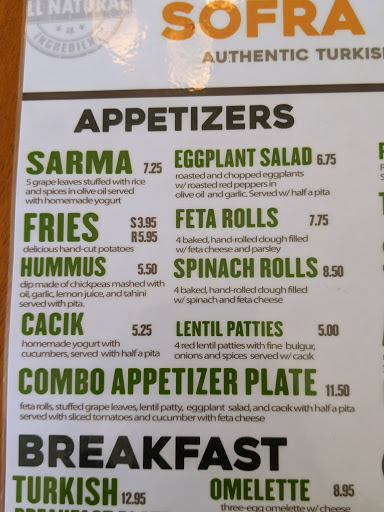 LL NATURAL
INGREDIEN
SOFRA
AUTHENTIC TURKIS
APPETIZERS
SARMA 7.25
5 grape leaves stuffed with rice
and spices in olive oil served
with homemade yogurt
EGGPLANT SALAD 6.75
roasted and chopped eggplants
w/ roasted red peppers in
olive oil and garlic. Served w/ half a pita
FRIES S 3.95
R 5.95
delicious hand-cut potatoes
FETA ROLLS 7.75
4 baked, hand-rolled dough filled
w/ feta cheese and parsley
HUMMUS 5.50
dip made of chickpeas mashed with
oil, garlic, lemon juice, and tahini
served with pita.
SPINACH ROLLS 8.50
4 baked, hand-rolled dough filled
w/ spinach and feta cheese
CACIK 5.25
homemade yogurt with
cucumbers, served with half a pita
LENTIL PATTIES 5.00
4 red lentil patties with fine bulgur,
onions and spices served w/ cacik
COMBO APPETIZER PLATE 11.50
feta rolls, stuffed grape leaves, lentil patty, eggplant salad, and cacik with half a pita
served with sliced tomatoes and cucumber with feta cheese
BREAKFAST
TURKISH 12.95
OMELETTE 8.95
three-egg omelette w/ cheese